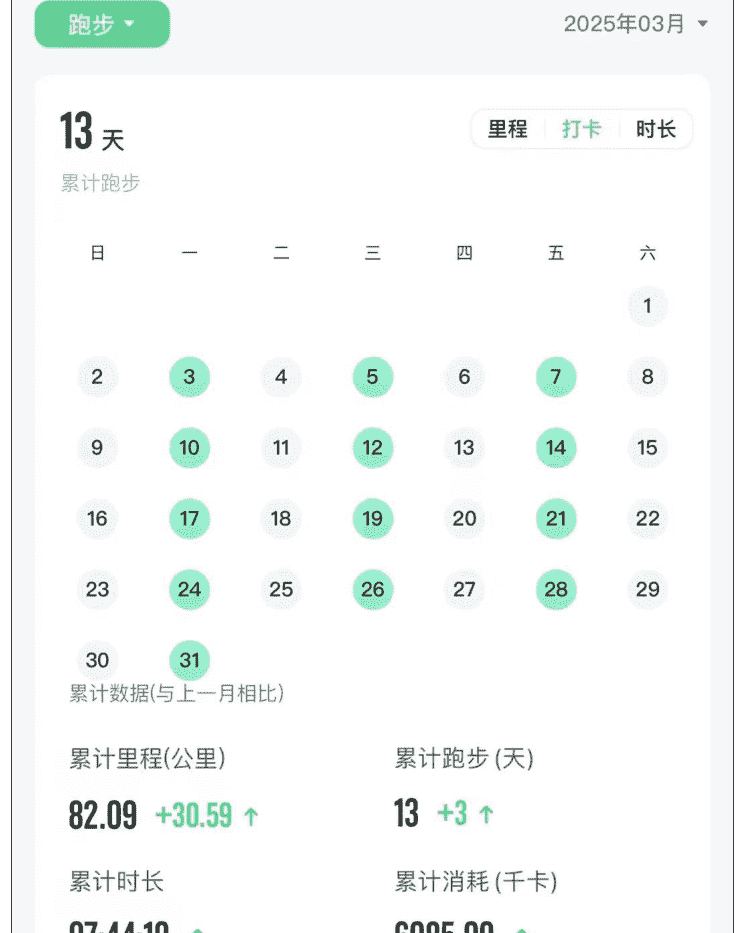 跑步 2025年03月
13 天 里程 打卡 时长
累计跑步
日 一 二 三 四 五 六
1
2 3 4 5 6 7 8
9 10 11 12 13 14 15
16 17 18 19 20 21 22
23 24 25 26 27 28 29
30 31
累计数据(与上一月相比)
累计里程(公里) 累计跑步 (天)
82.09 +30.59 ↑ 13 +3 ↑
累计时长 累计消耗 (千卡)